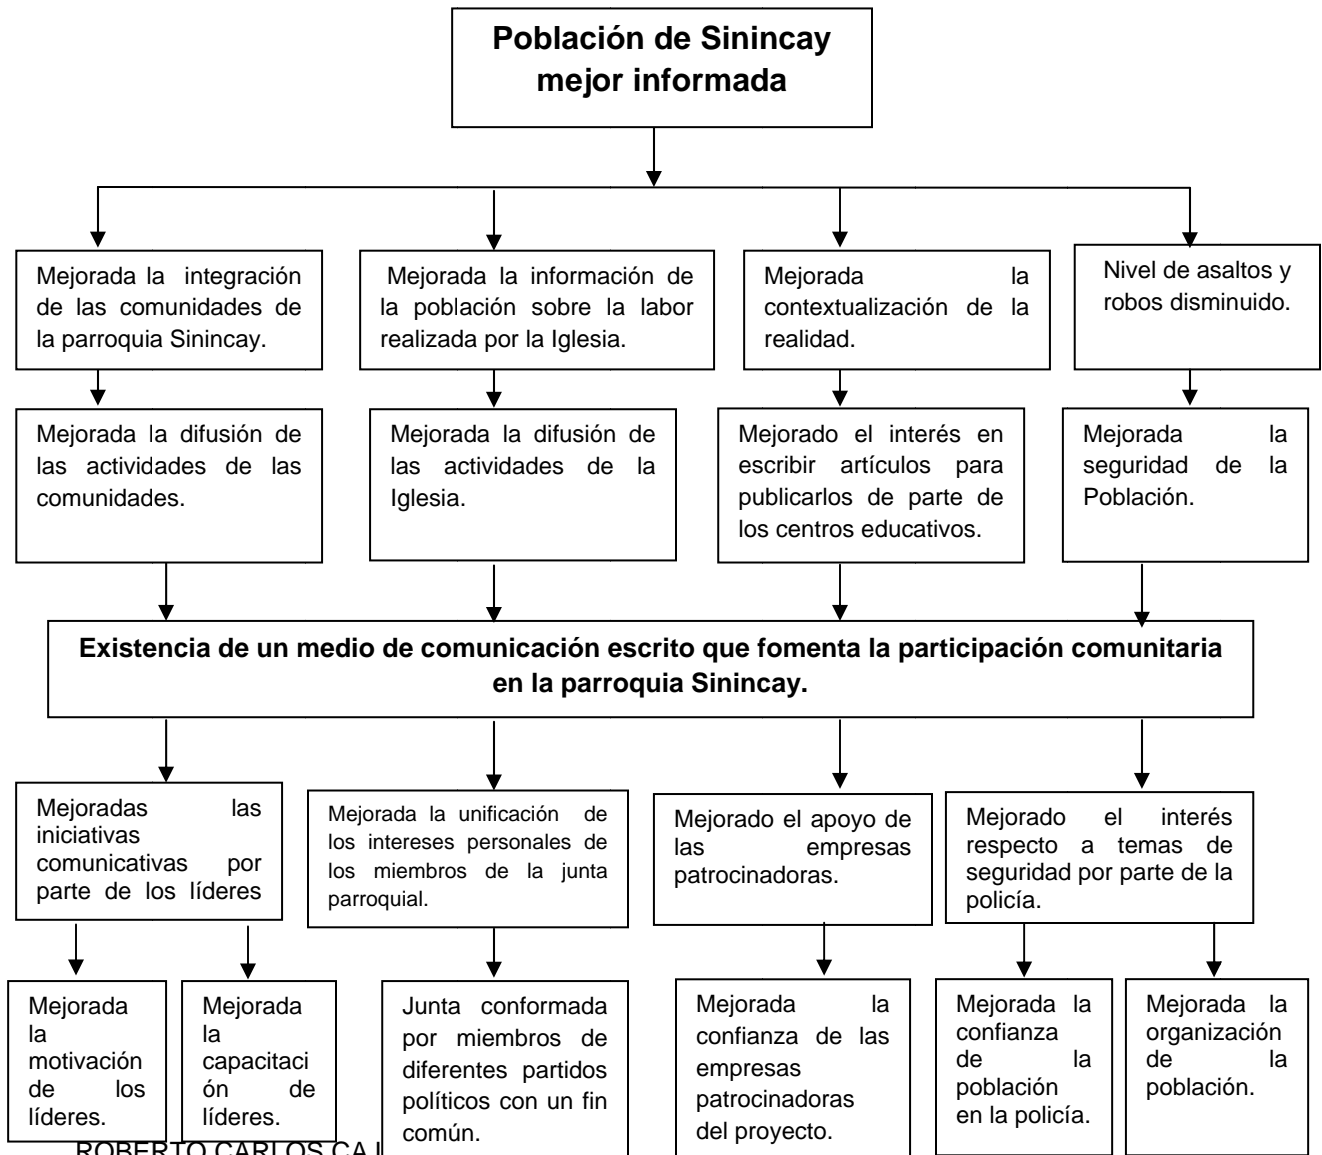 Población de Sinincay
mejor informada
Mejorada la integración
de las comunidades de
la parroquia Sinincay.
Mejorada la información de
la población sobre la labor
realizada por la Iglesia.
Mejorada la
contextualización de la
realidad.
Nivel de asaltos y
robos disminuido.
Mejorada la difusión de
las actividades de las
comunidades.
Mejorada la difusión de
las actividades de la
Iglesia.
Mejorado el interés en
escribir artículos para
publicarlos de parte de
los centros educativos.
Mejorada la
seguridad de la
Población.
Existencia de un medio de comunicación escrito que fomenta la participación comunitaria
en la parroquia Sinincay.
Mejoradas las
iniciativas
comunicativas por
parte de los líderes
Mejorada la unificación de
los intereses personales de
los miembros de la junta
parroquial.
Mejorado el apoyo de
las empresas
patrocinadoras.
Mejorado el interés
respecto a temas de
seguridad por parte de la
policía.
Mejorada
la
motivación
de los
líderes.
Mejorada
la
capacitaci
ón de
líderes.
Junta conformada
por miembros de
diferentes partidos
políticos con un fin
común.
Mejorada la
confianza de las
empresas
patrocinadoras
del proyecto.
Mejorada la
confianza
de la
población
en la policía.
Mejorada la
organización
de la
población.
ROBERTO CARLOS